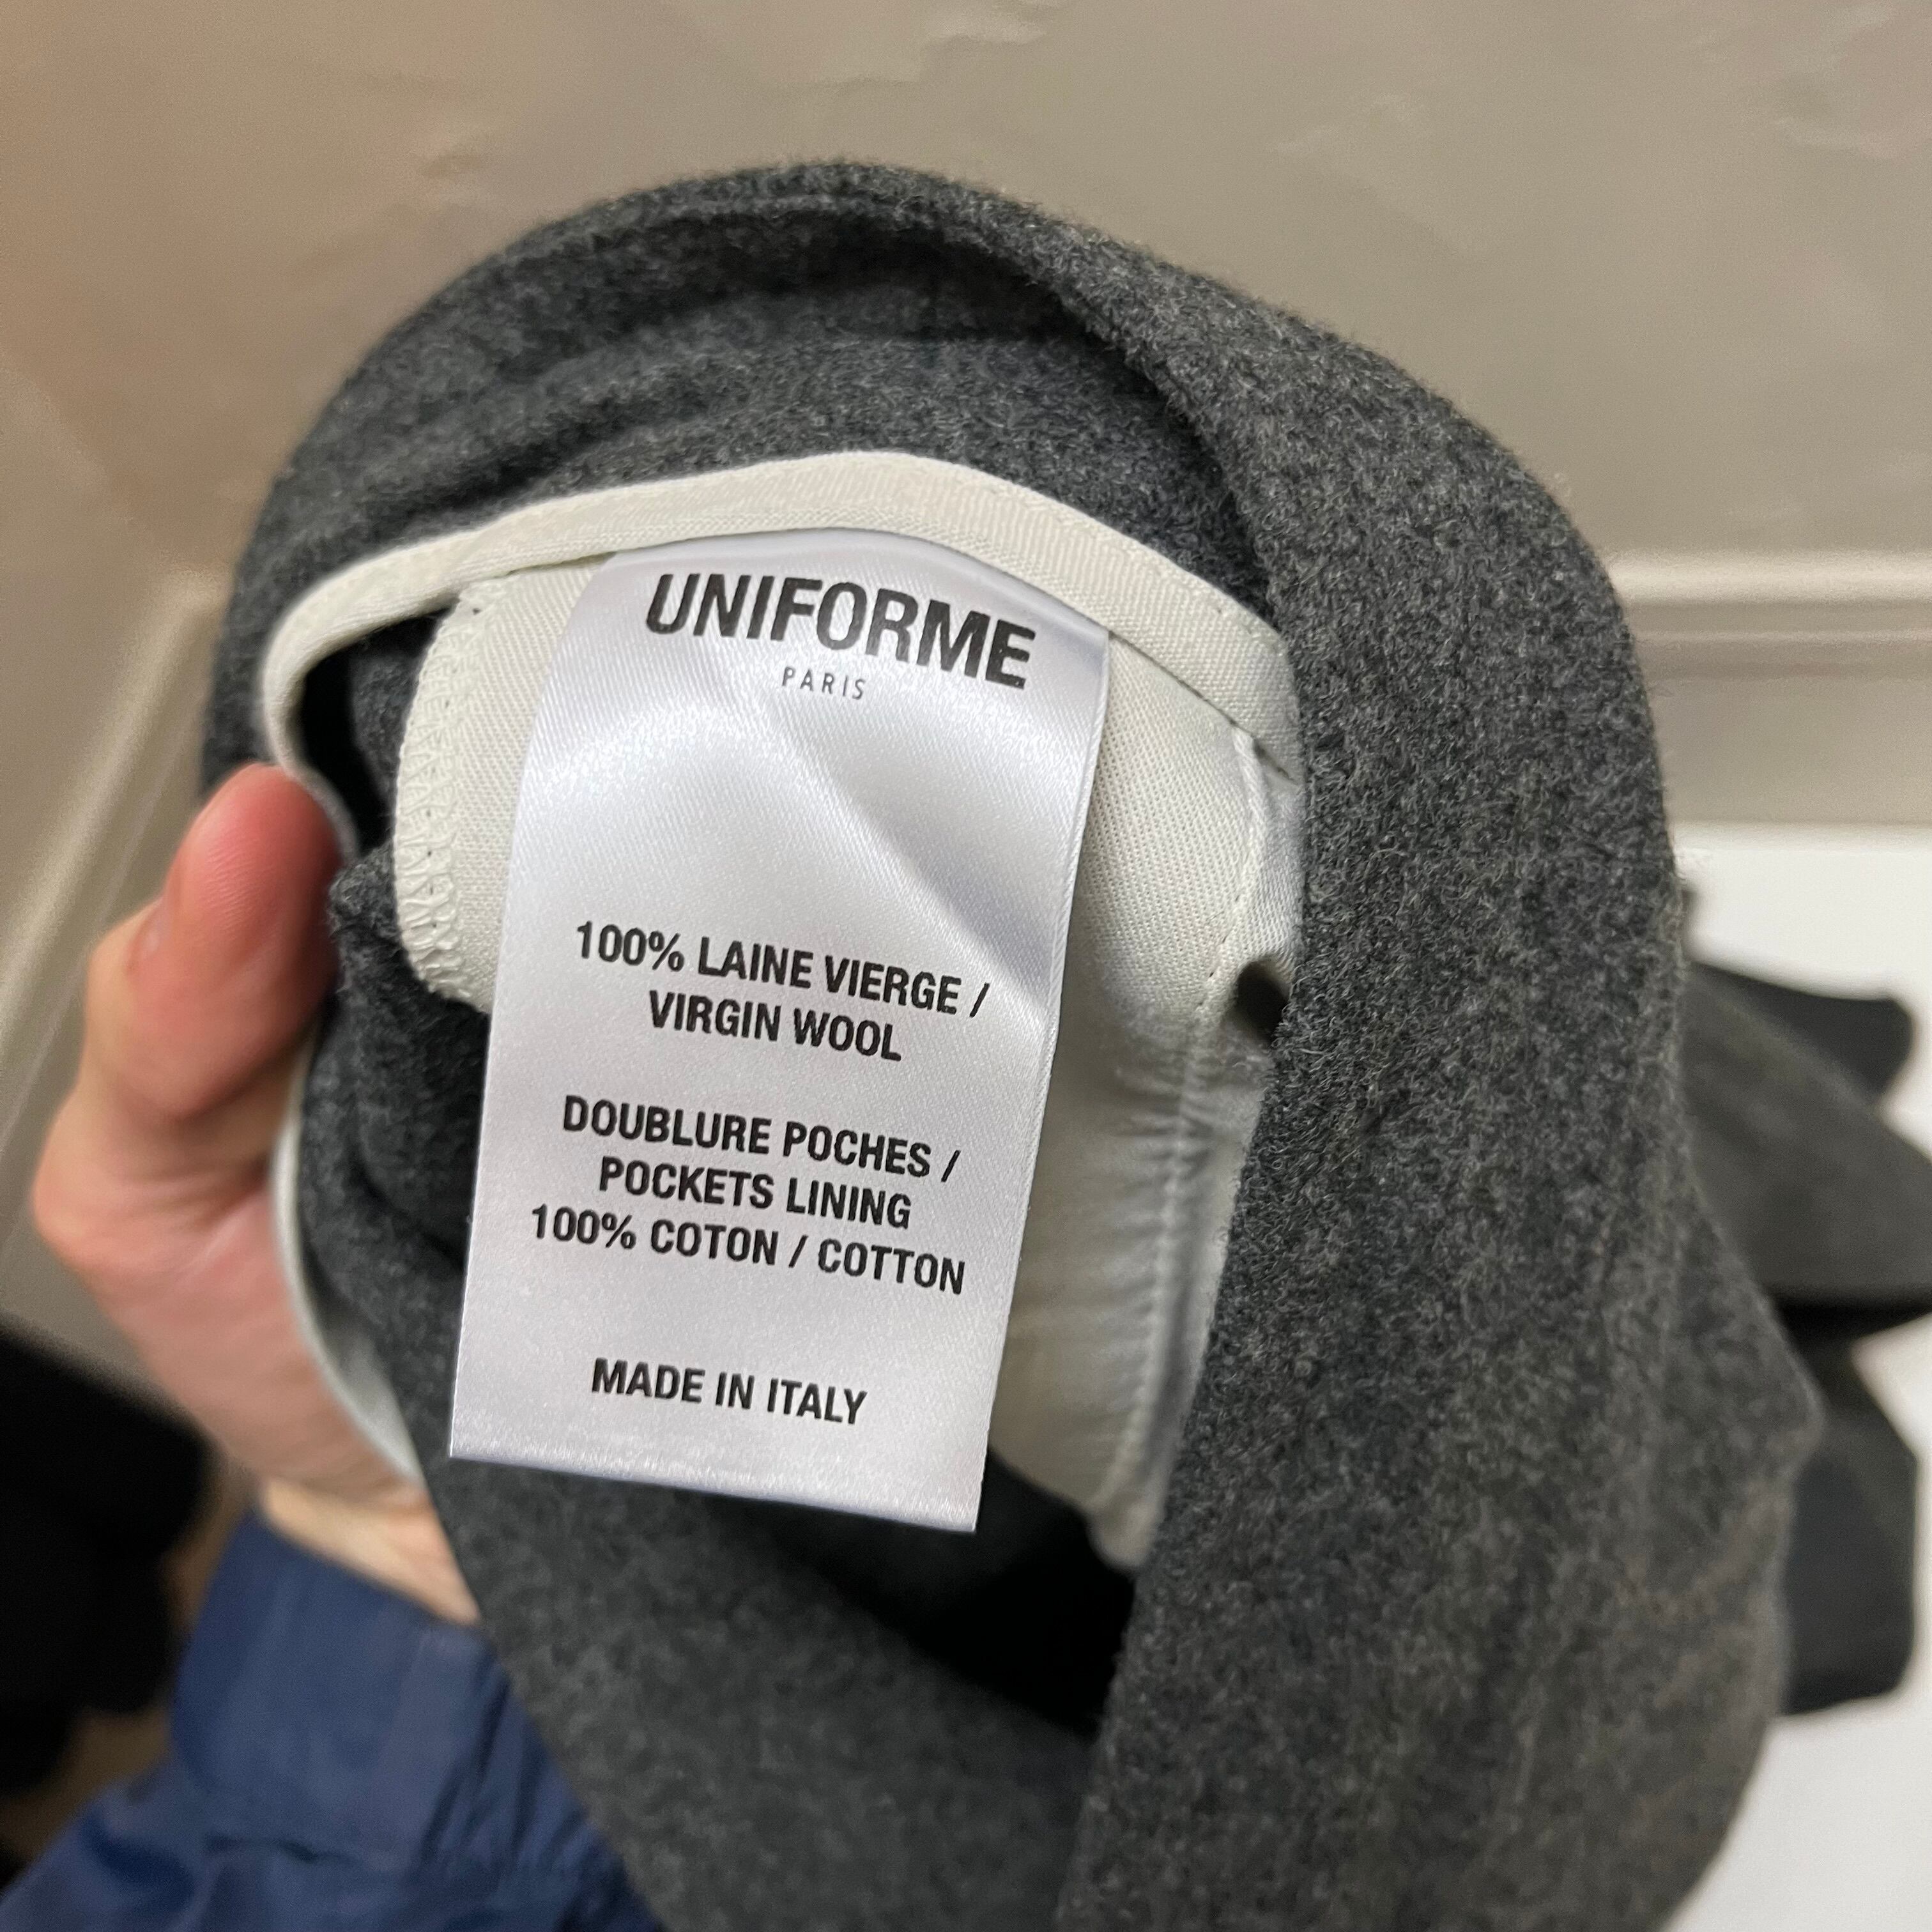 UNIFORME
PARIS
100% LAINE VIERGE /
VIRGIN WOOL
DOUBLURE POCHES /
POCKETS LINING
100% COTON / COTTON
MADE IN ITALY